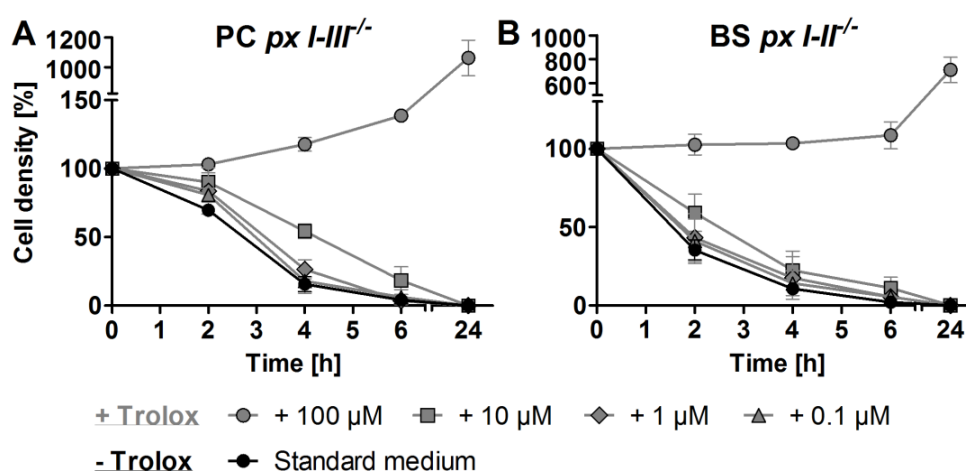 A PC px I-III-/-
B BS px I-II-/-
Cell density [%]
1200
1000
150
100
50
0
0 1 2 3 4 5 6 24
Time [h]
1000
800
600
400
100
50
0
0 1 2 3 4 5 6 24
Time [h]
+ Trolox + 100 µM + 10 µM + 1 µM + 0.1 µM
- Trolox Standard medium